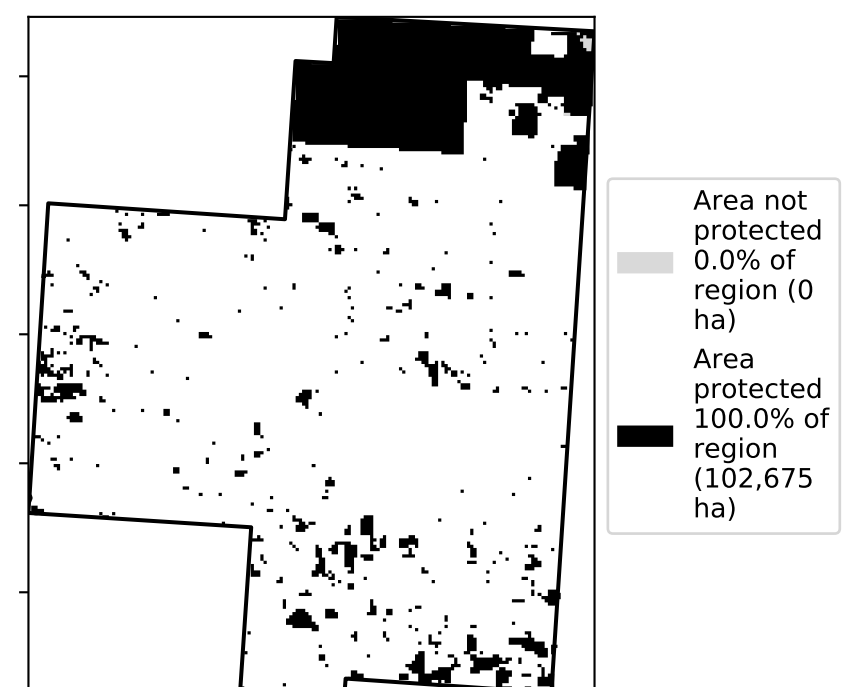 Area not
protected
0.0% of
region (0
ha)
Area
protected
100.0% of
region
(102,675
ha)